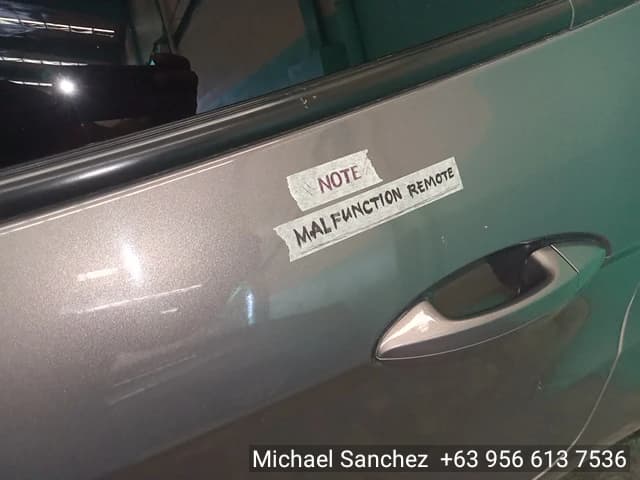 NOTE
MALFUNCTION REMOTE
Michael Sanchez +63 956 613 7536